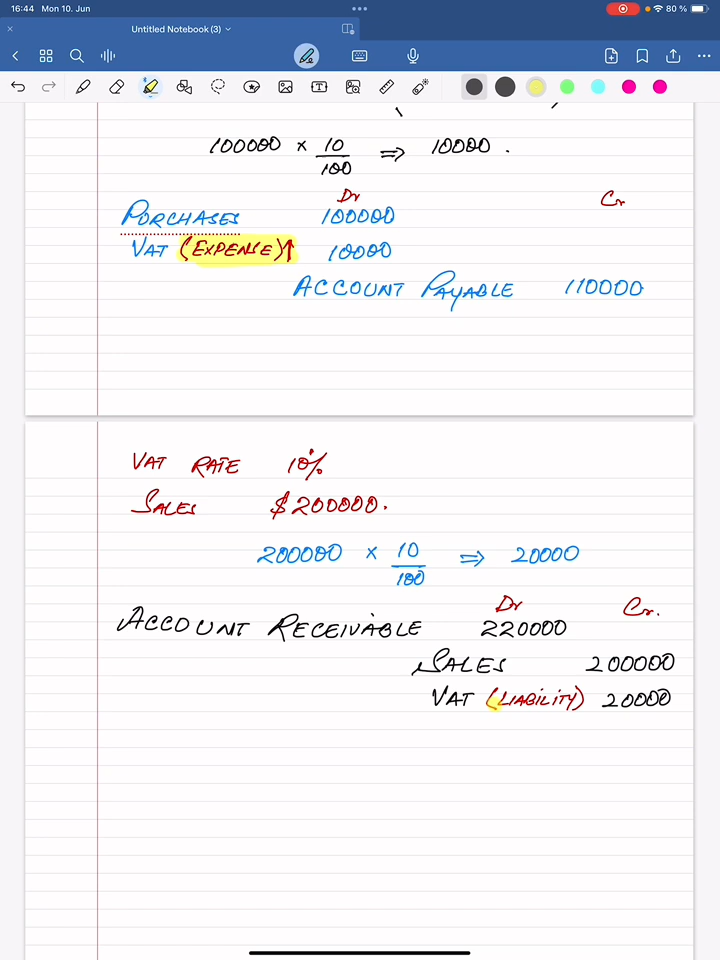 16:44 Mon 10. Jun
80 %
Untitled Notebook (3)
100000 × 10/100 ⇒ 10000.
Dr Cr
PURCHASES 100000
VAT (EXPENSE)↑ 10000
ACCOUNT PAYABLE 110000
VAT RATE 10%
SALES $200000.
200000 × 10/100 ⇒ 20000
Dr Cr.
ACCOUNT RECEIVABLE 220000
SALES 200000
VAT (LIABILITY) 20000